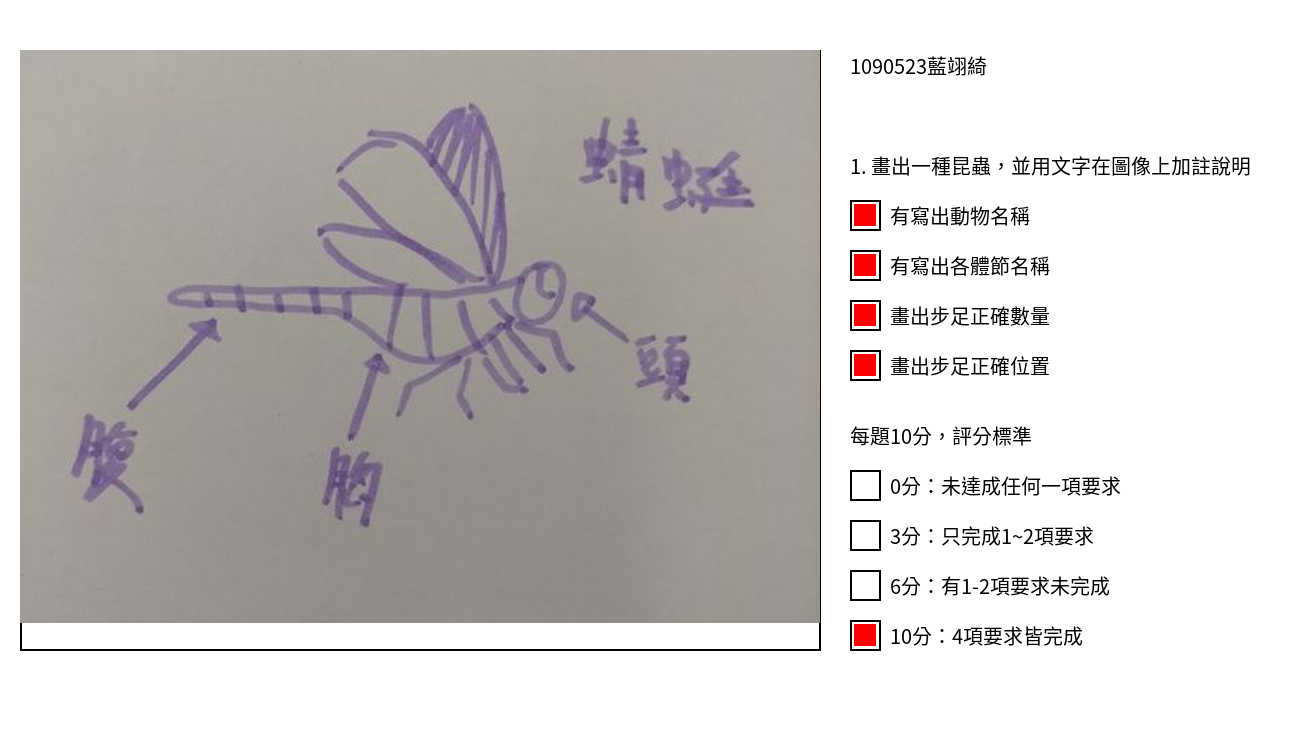 蜻蜓
頭
腹
胸
1090523藍翊綺
1. 畫出一種昆蟲，並用文字在圖像上加註說明
有寫出動物名稱
有寫出各體節名稱
畫出步足正確數量
畫出步足正確位置
每題10分，評分標準
0分：未達成任何一項要求
3分：只完成1~2項要求
6分：有1-2項要求未完成
10分：4項要求皆完成